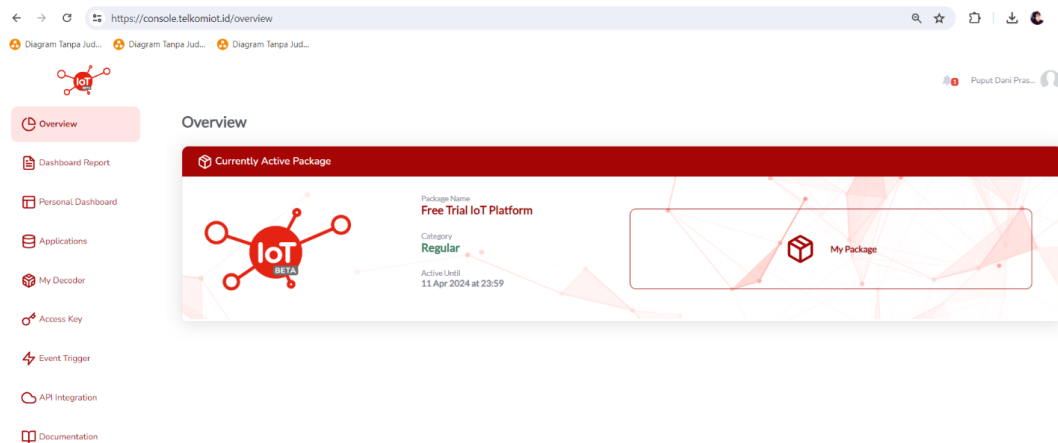 https://console.telkomiot.id/overview
Diagram Tanpa Jud... Diagram Tanpa Jud... Diagram Tanpa Jud...
IoT
BETA
Puput Dani Pras...
Overview
Dashboard Report
Personal Dashboard
Applications
My Decoder
Access Key
Event Trigger
API Integration
Documentation
Overview
Currently Active Package
IoT
BETA
Package Name
Free Trial IoT Platform
Category
Regular
Active Until
11 Apr 2024 at 23:59
My Package